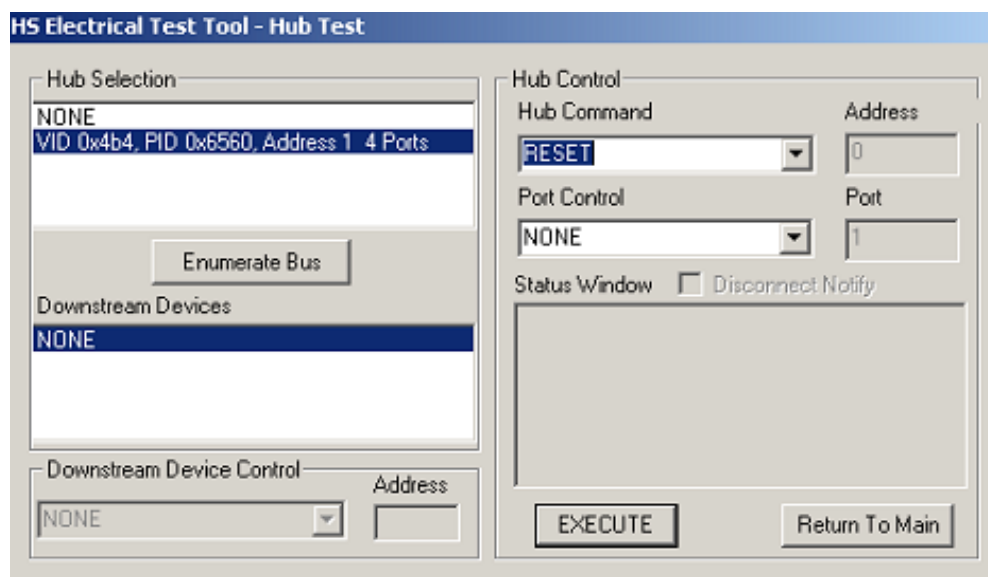 HS Electrical Test Tool - Hub Test
Hub Selection
NONE
VID 0x4b4, PID 0x6560, Address 1 4 Ports
Enumerate Bus
Downstream Devices
NONE
Downstream Device Control
Address
NONE
Hub Control
Hub Command
Address
RESET
0
Port Control
Port
NONE
1
Status Window
Disconnect Notify
EXECUTE
Return To Main